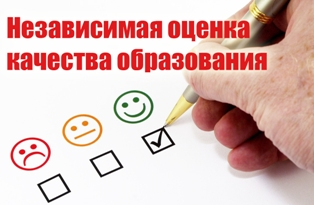 Независимая оценка
качества образования